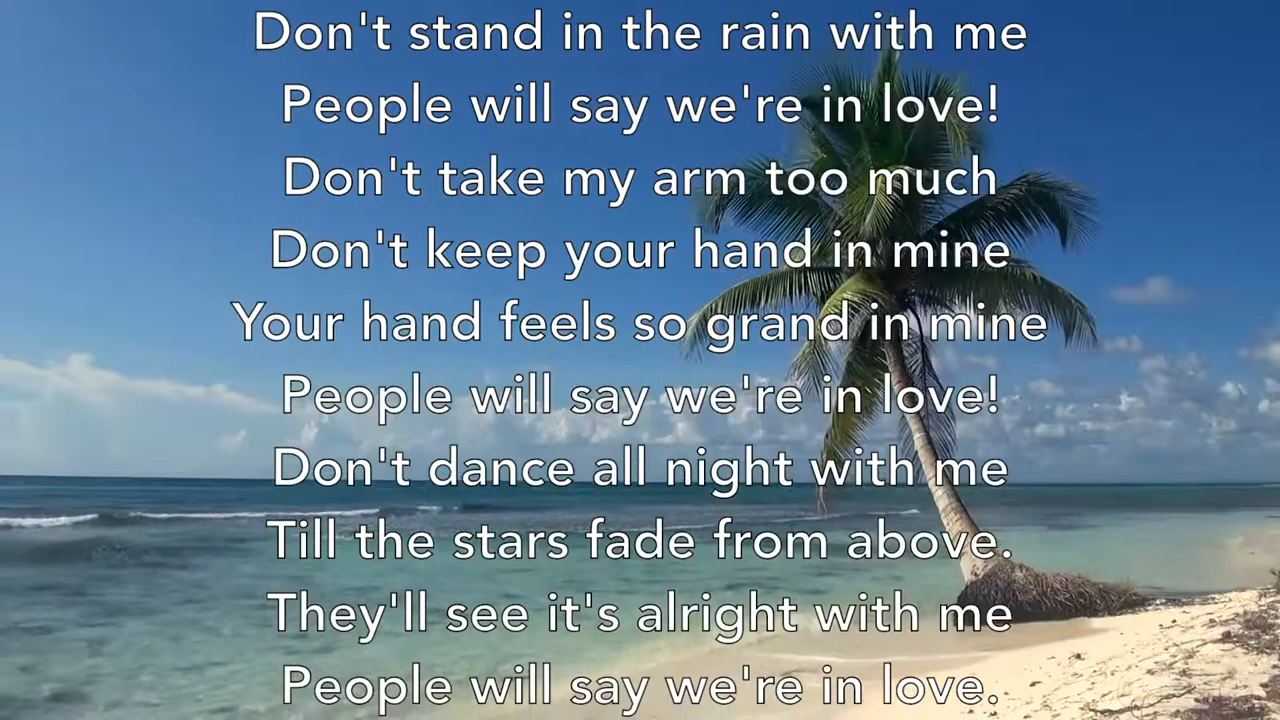 Don't stand in the rain with me
People will say we're in love!
Don't take my arm too much
Don't keep your hand in mine
Your hand feels so grand in mine
People will say we're in love!
Don't dance all night with me
Till the stars fade from above.
They'll see it's alright with me
People will say we're in love.